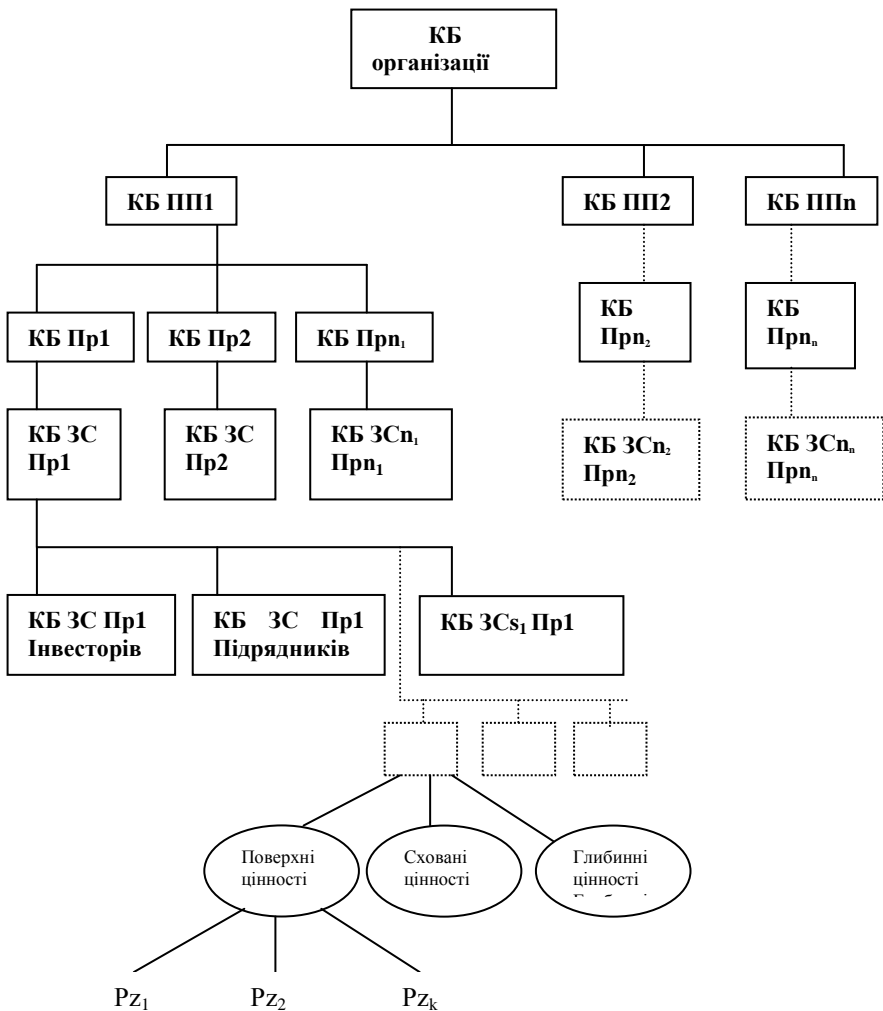 КБ
організації
КБ ПП1
КБ ПП2
КБ ППn
КБ Пр1
КБ Пр2
КБ Прn₁
КБ
Прn₂
КБ
Прnₙ
КБ ЗС
Пр1
КБ ЗС
Пр2
КБ ЗСn₁
Прn₁
КБ ЗСn₂
Прn₂
КБ ЗСnₙ
Прnₙ
КБ ЗС Пр1
Інвесторів
КБ ЗС Пр1
Підрядників
КБ ЗСs₁ Пр1
Поверхні
цінності
Сховані
цінності
Глибинні
цінності
Pz₁
Pz₂
Pzₖ